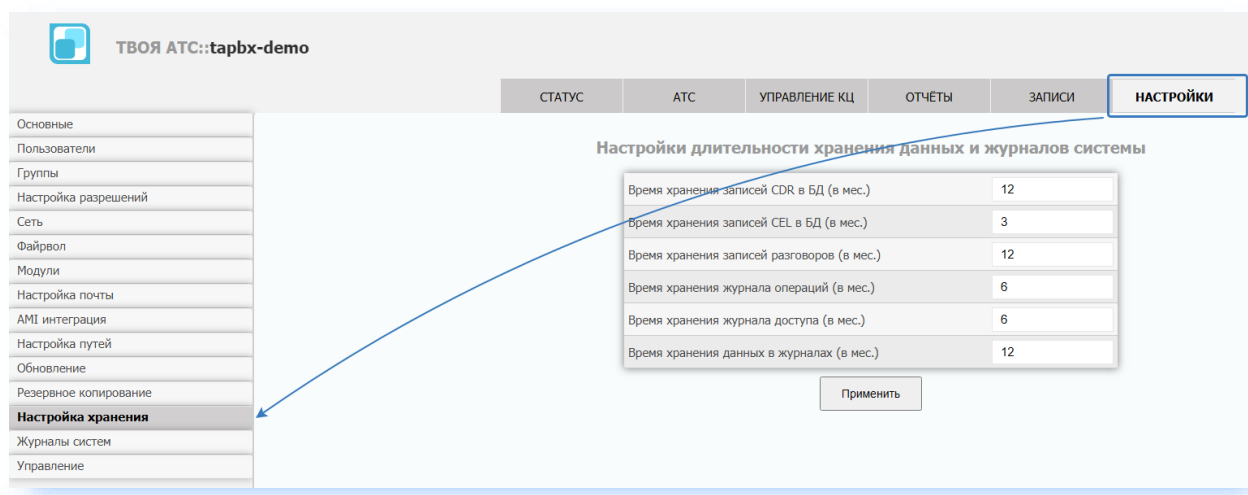 ТВОЯ АТС::tapbx-demo
СТАТУС АТС УПРАВЛЕНИЕ КЦ ОТЧЁТЫ ЗАПИСИ НАСТРОЙКИ
Основные
Пользователи
Группы
Настройка разрешений
Сеть
Файрвол
Модули
Настройка почты
AMI интеграция
Настройка путей
Обновление
Резервное копирование
Настройка хранения
Журналы систем
Управление
Настройки длительности хранения данных и журналов системы
Время хранения записей CDR в БД (в мес.) 12
Время хранения записей CEL в БД (в мес.) 3
Время хранения записей разговоров (в мес.) 12
Время хранения журнала операций (в мес.) 6
Время хранения журнала доступа (в мес.) 6
Время хранения данных в журналах (в мес.) 12
Применить